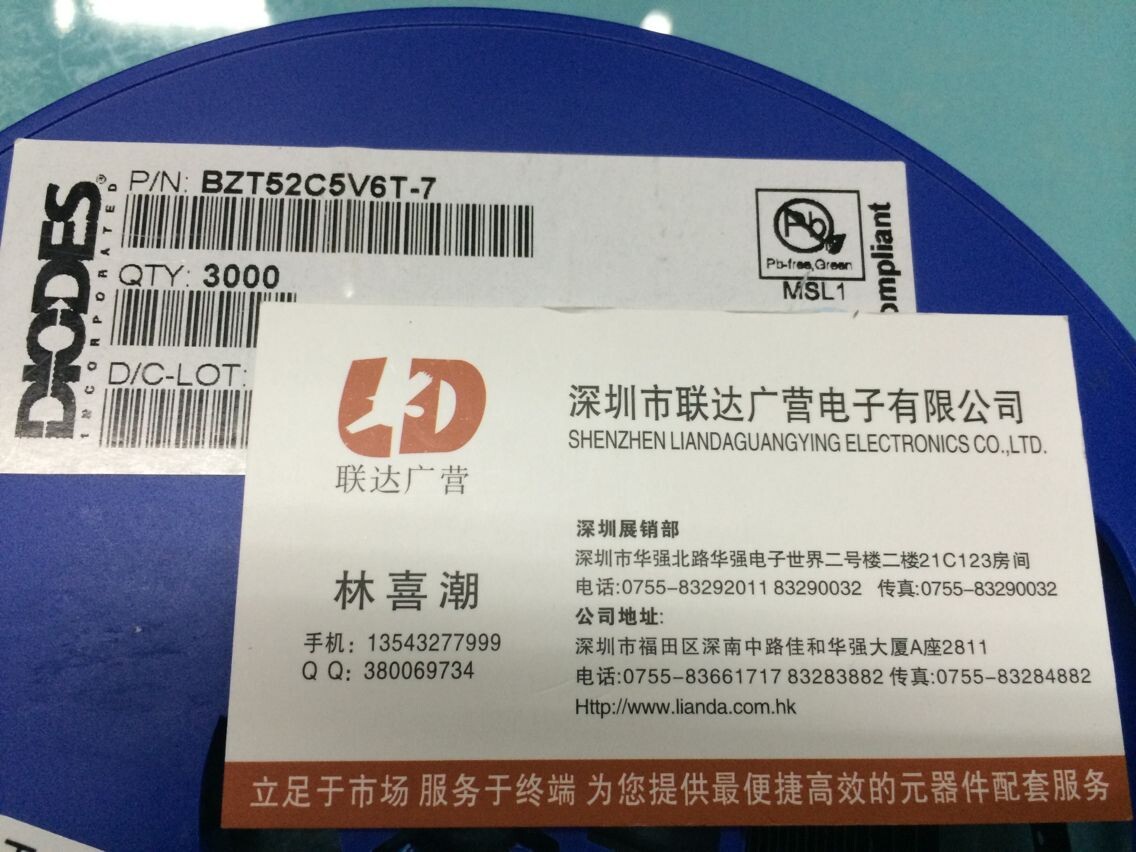 DIODES®
INCORPORATED
P/N: BZT52C5V6T-7
QTY: 3000
D/C-LOT:
Pb
Pb-free,Green
MSL1
LD
联达广营
深圳市联达广营电子有限公司
SHENZHEN LIANDAGUANGYING ELECTRONICS CO.,LTD.
林喜潮
手机：13543277999
Q Q：380069734
深圳展销部
深圳市华强北路华强电子世界二号楼二楼21C123房间
电话:0755-83292011 83290032 传真:0755-83290032
公司地址:
深圳市福田区深南中路佳和华强大厦A座2811
电话:0755-83661717 83283882 传真:0755-83284882
Http://www.lianda.com.hk
立足于市场 服务于终端 为您提供最便捷高效的元器件配套服务